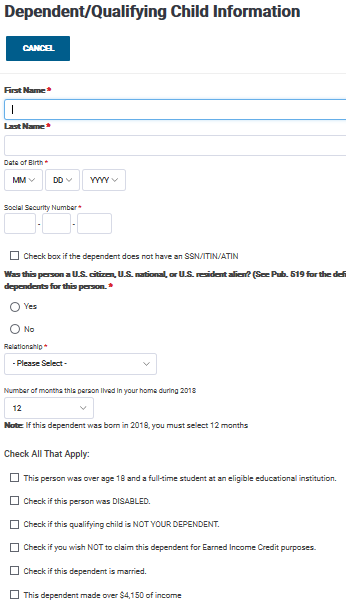 Dependent/Qualifying Child Information
CANCEL
First Name *
Last Name *
Date of Birth *
MM DD YYYY
Social Security Number *
- -
Check box if the dependent does not have an SSN/ITIN/ATIN
Was this person a U.S. citizen, U.S. national, or U.S. resident alien? (See Pub. 519 for the defi
dependents for this person. *
Yes
No
Relationship *
- Please Select -
Number of months this person lived in your home during 2018
12
Note: If this dependent was born in 2018, you must select 12 months
Check All That Apply:
This person was over age 18 and a full-time student at an eligible educational institution.
Check if this person was DISABLED.
Check if this qualifying child is NOT YOUR DEPENDENT.
Check if you wish NOT to claim this dependent for Earned Income Credit purposes.
Check if this dependent is married.
This dependent made over $4,150 of income